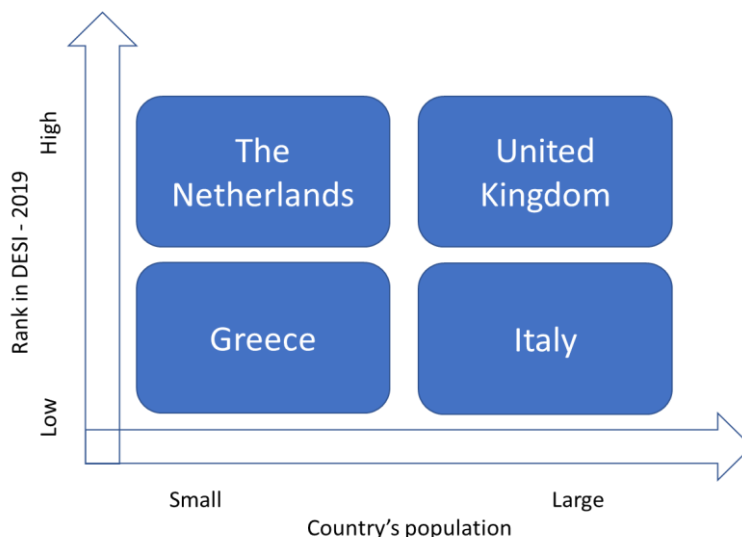 Rank in DESI - 2019
High
Low
The
Netherlands
United
Kingdom
Greece
Italy
Small
Large
Country's population